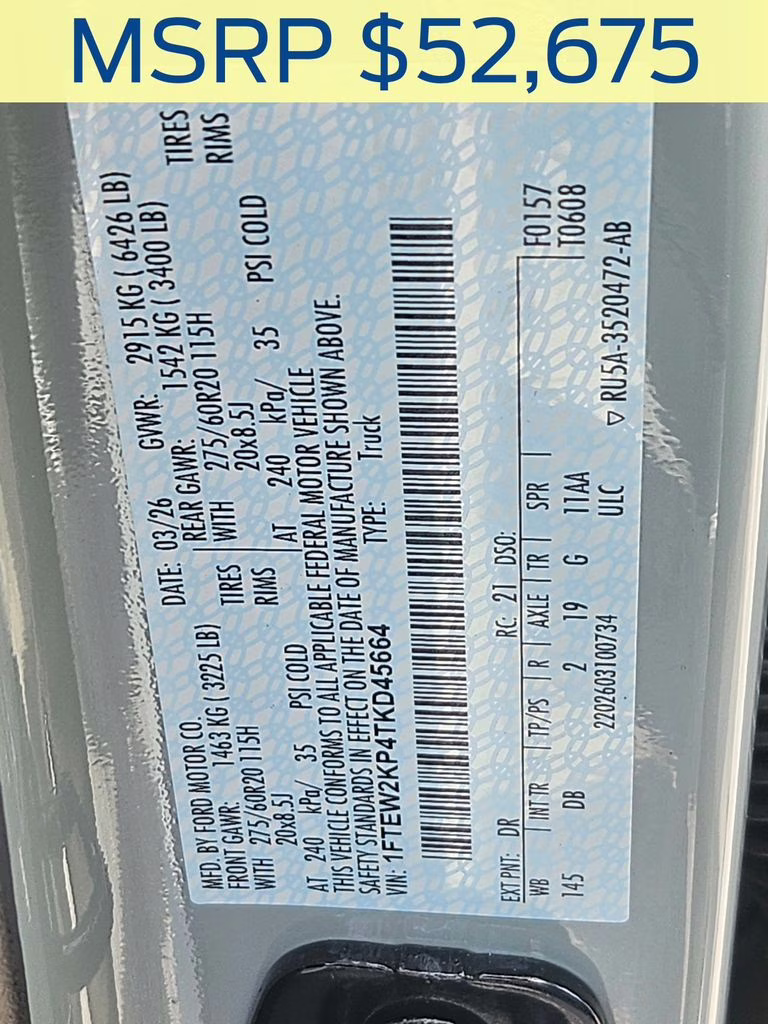 MSRP $52,675
MFD. BY FORD MOTOR CO. DATE: 03/26 GVWR: 2915 KG ( 6426 LB)
FRONT GAWR: 1463 KG ( 3225 LB) REAR GAWR: 1542 KG ( 3400 LB)
WITH 275/60R20 115H TIRES WITH 275/60R20 115H TIRES
20x8.5J RIMS 20x8.5J RIMS
AT 240 kPa/ 35 PSI COLD AT 240 kPa/ 35 PSI COLD
THIS VEHICLE CONFORMS TO ALL APPLICABLE FEDERAL MOTOR VEHICLE
SAFETY STANDARDS IN EFFECT ON THE DATE OF MANUFACTURE SHOWN ABOVE.
VIN: 1FTEW2KP4TKD45664 TYPE: Truck
EXT PNT: DR RC: 21 DSO: F0157
WB INT TR TP/PS R AXLE TR SPR T0608
145 DB 2 19 G 11AA
2202603100734 ULC ▽ RU5A-3520472-AB